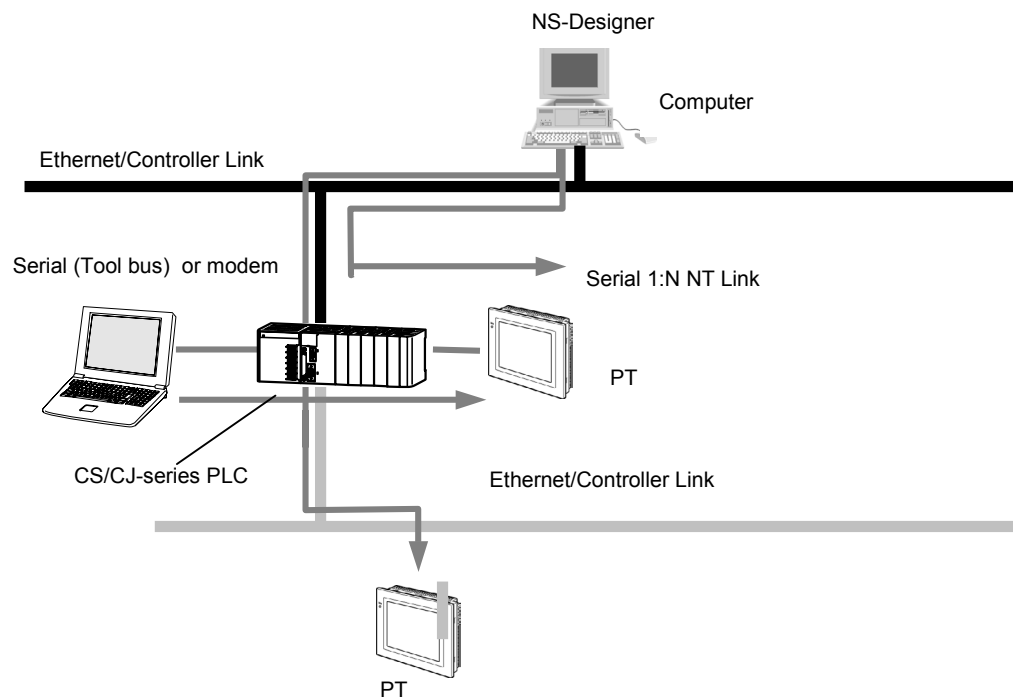 NS-Designer
Computer
Ethernet/Controller Link
Serial (Tool bus) or modem
Serial 1:N NT Link
PT
CS/CJ-series PLC
Ethernet/Controller Link
PT